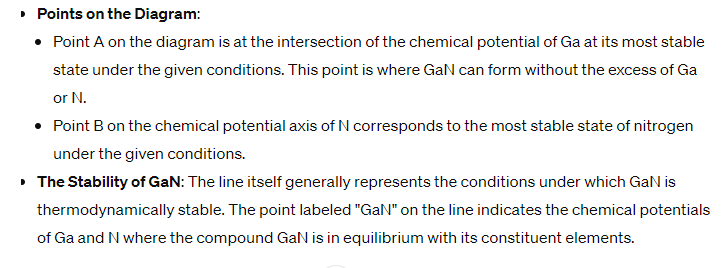 Points on the Diagram:
Point A on the diagram is at the intersection of the chemical potential of Ga at its most stable
state under the given conditions. This point is where GaN can form without the excess of Ga
or N.
Point B on the chemical potential axis of N corresponds to the most stable state of nitrogen
under the given conditions.
The Stability of GaN: The line itself generally represents the conditions under which GaN is
thermodynamically stable. The point labeled "GaN" on the line indicates the chemical potentials
of Ga and N where the compound GaN is in equilibrium with its constituent elements.